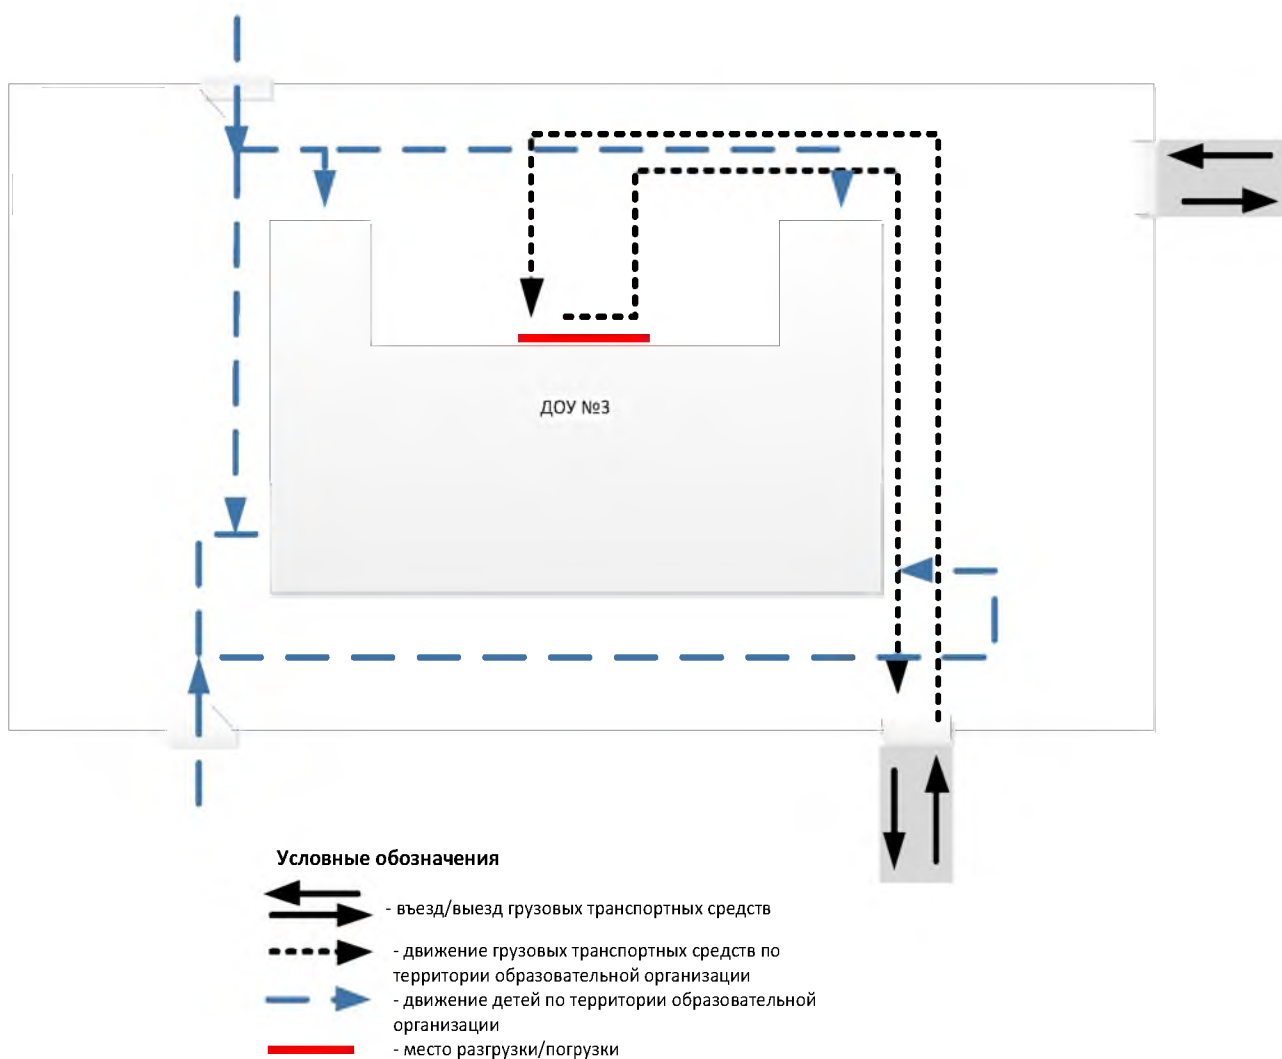 ДОУ №3
Условные обозначения
- въезд/выезд грузовых транспортных средств
- движение грузовых транспортных средств по
территории образовательной организации
- движение детей по территории образовательной
организации
- место разгрузки/погрузки